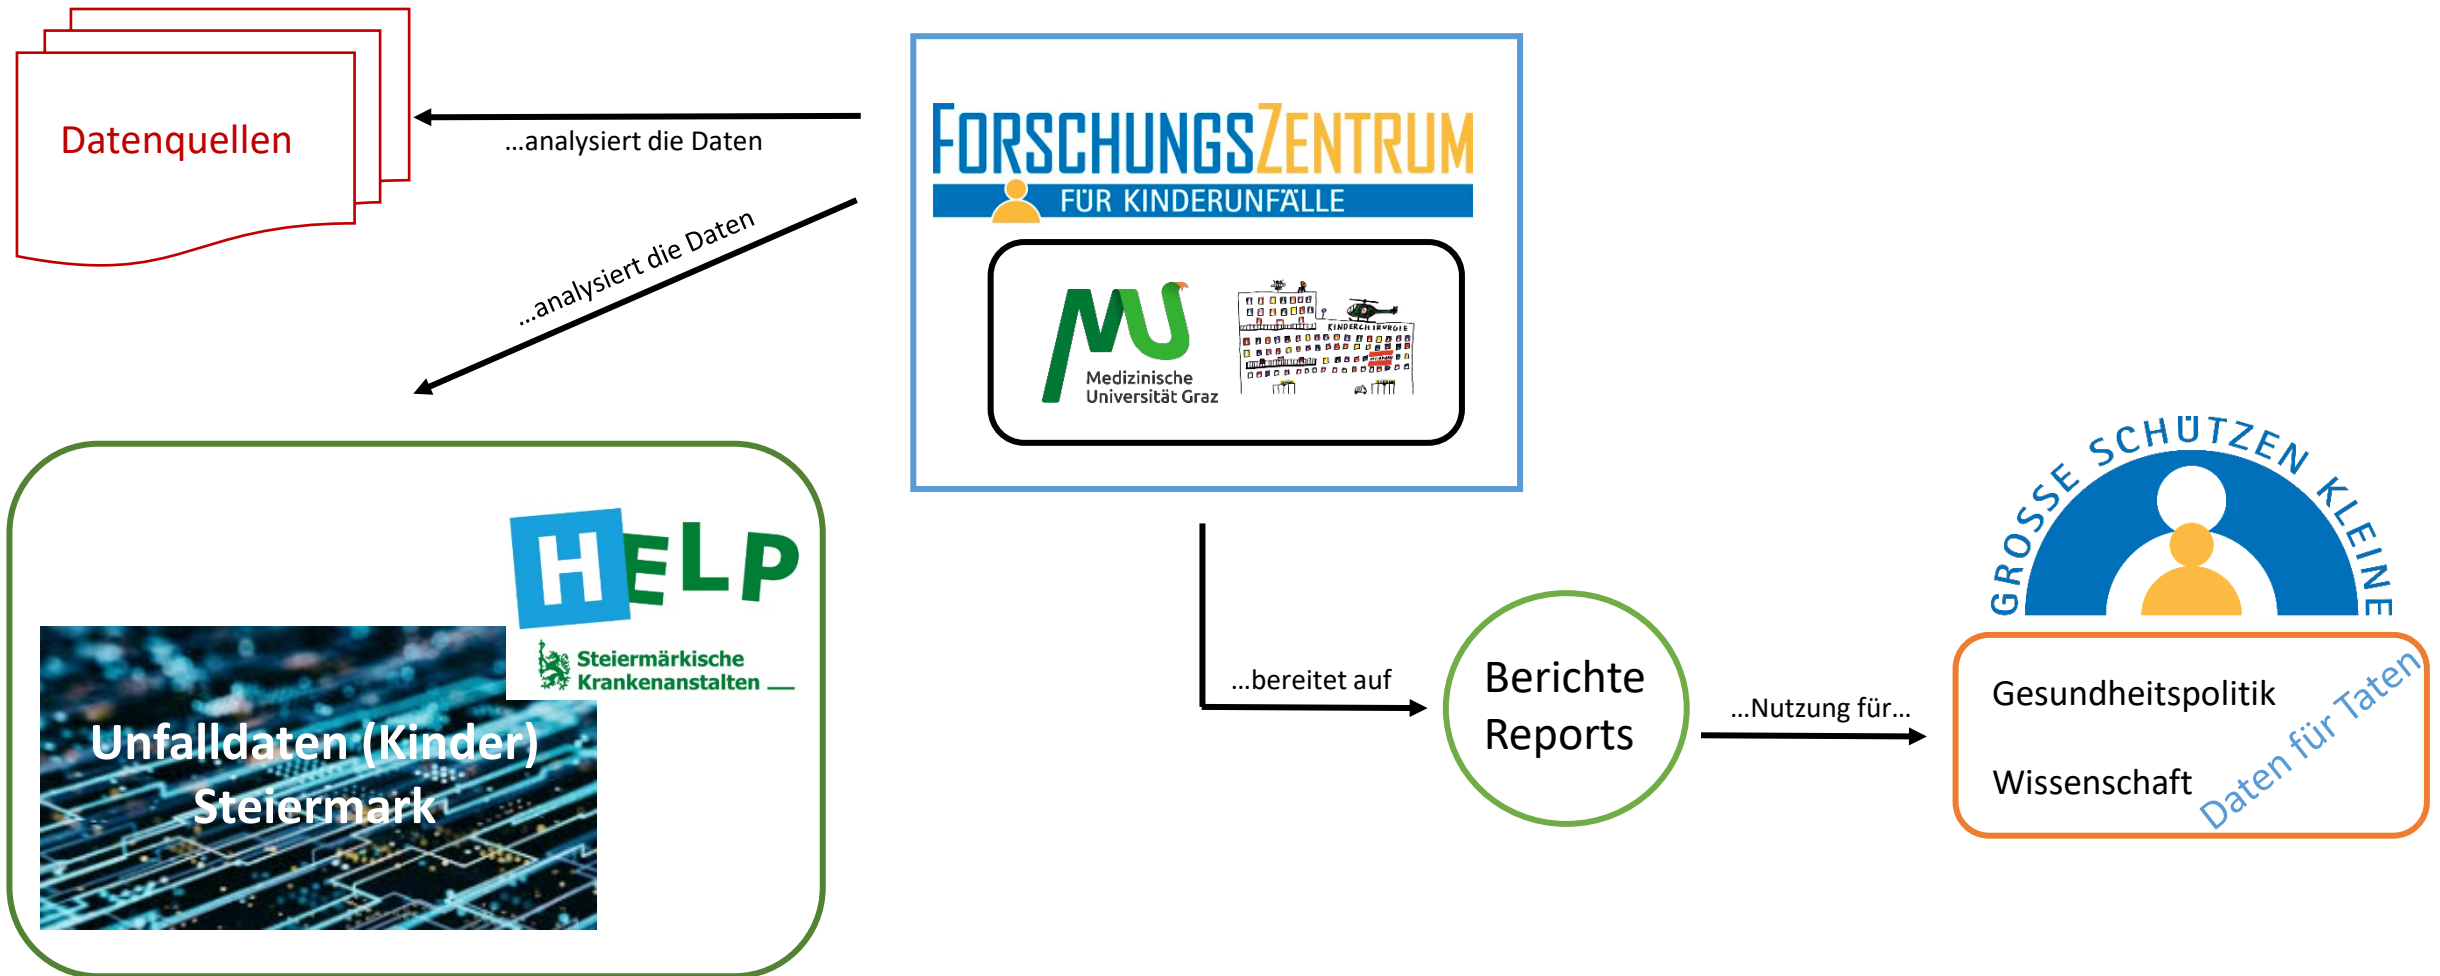 Datenquellen
...analysiert die Daten
...analysiert die Daten
FORSCHUNGSZENTRUM
FÜR KINDERUNFÄLLE
KINDERCHIRURGIE
Medizinische
Universität Graz
HELP
Steiermärkische
Krankenanstalten
Unfalldaten (Kinder)
Steiermark
...bereitet auf
Berichte
Reports
...Nutzung für...
GROSSE SCHÜTZEN KLEINE
Gesundheitspolitik
Wissenschaft
Daten für Taten